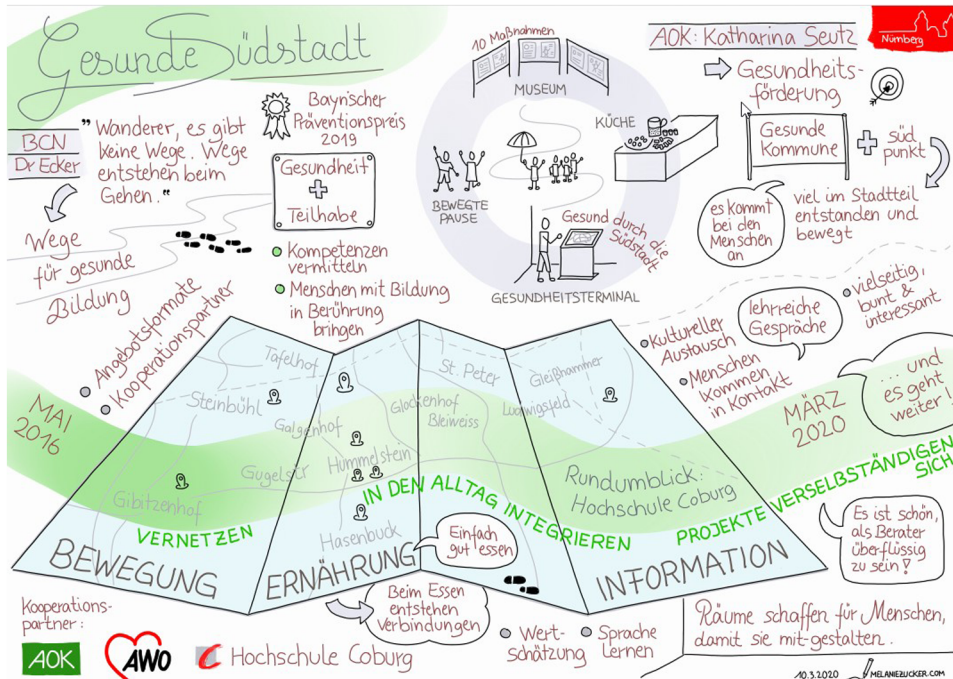 Gesunde Südstadt
BCN
Dr Ecker
" Wanderer, es gibt
keine Wege. Wege
entstehen beim
Gehen. "
Wege
für gesunde
Bildung
Angebotsformate
Kooperationspartner
Bayrischer
Präventionspreis
2019
Gesundheit
+
Teilhabe
Kompetenzen
vermitteln
Menschen mit Bildung
in Berührung
bringen
10 Maßnahmen
MUSEUM
KÜCHE
BEWEGTE
PAUSE
Gesund durch die
Südstadt
GESUNDHEITSTERMINAL
AOK: Katharina Seutz
Nürnberg
Gesundheits-
förderung
Gesunde
Kommune
+
süd
punkt
es kommt
bei den
Menschen
an
viel im Stadtteil
entstanden und
bewegt
Kultureller
Austausch
Menschen
kommen
in Kontakt
lehrreiche
Gespräche
vielseitig,
bunt &
interessant
MAI
2016
MÄRZ
2020
... und
es geht
weiter!
Tafelhof
Steinbühl
Galgenhof
Glockenhof
Bleiweiss
St. Peter
Gleißhammer
Ludwigsfeld
Gugelstr
Hummelstein
Gibitzenhof
Hasenbuck
Rundumblick:
Hochschule Coburg
VERNETZEN
IN DEN ALLTAG INTEGRIEREN
PROJEKTE VERSELBSTÄNDIGEN
SICH
BEWEGUNG
ERNÄHRUNG
INFORMATION
Einfach
gut essen
Es ist schön,
als Berater
überflüssig
zu sein!
Beim Essen
entstehen
Verbindungen
Wert-
schätzung
Sprache
Lernen
Räume schaffen für Menschen,
damit sie mit-gestalten.
Kooperations-
partner:
AOK
AWO
Hochschule Coburg
10.3.2020
MELANIEZUCKER.COM